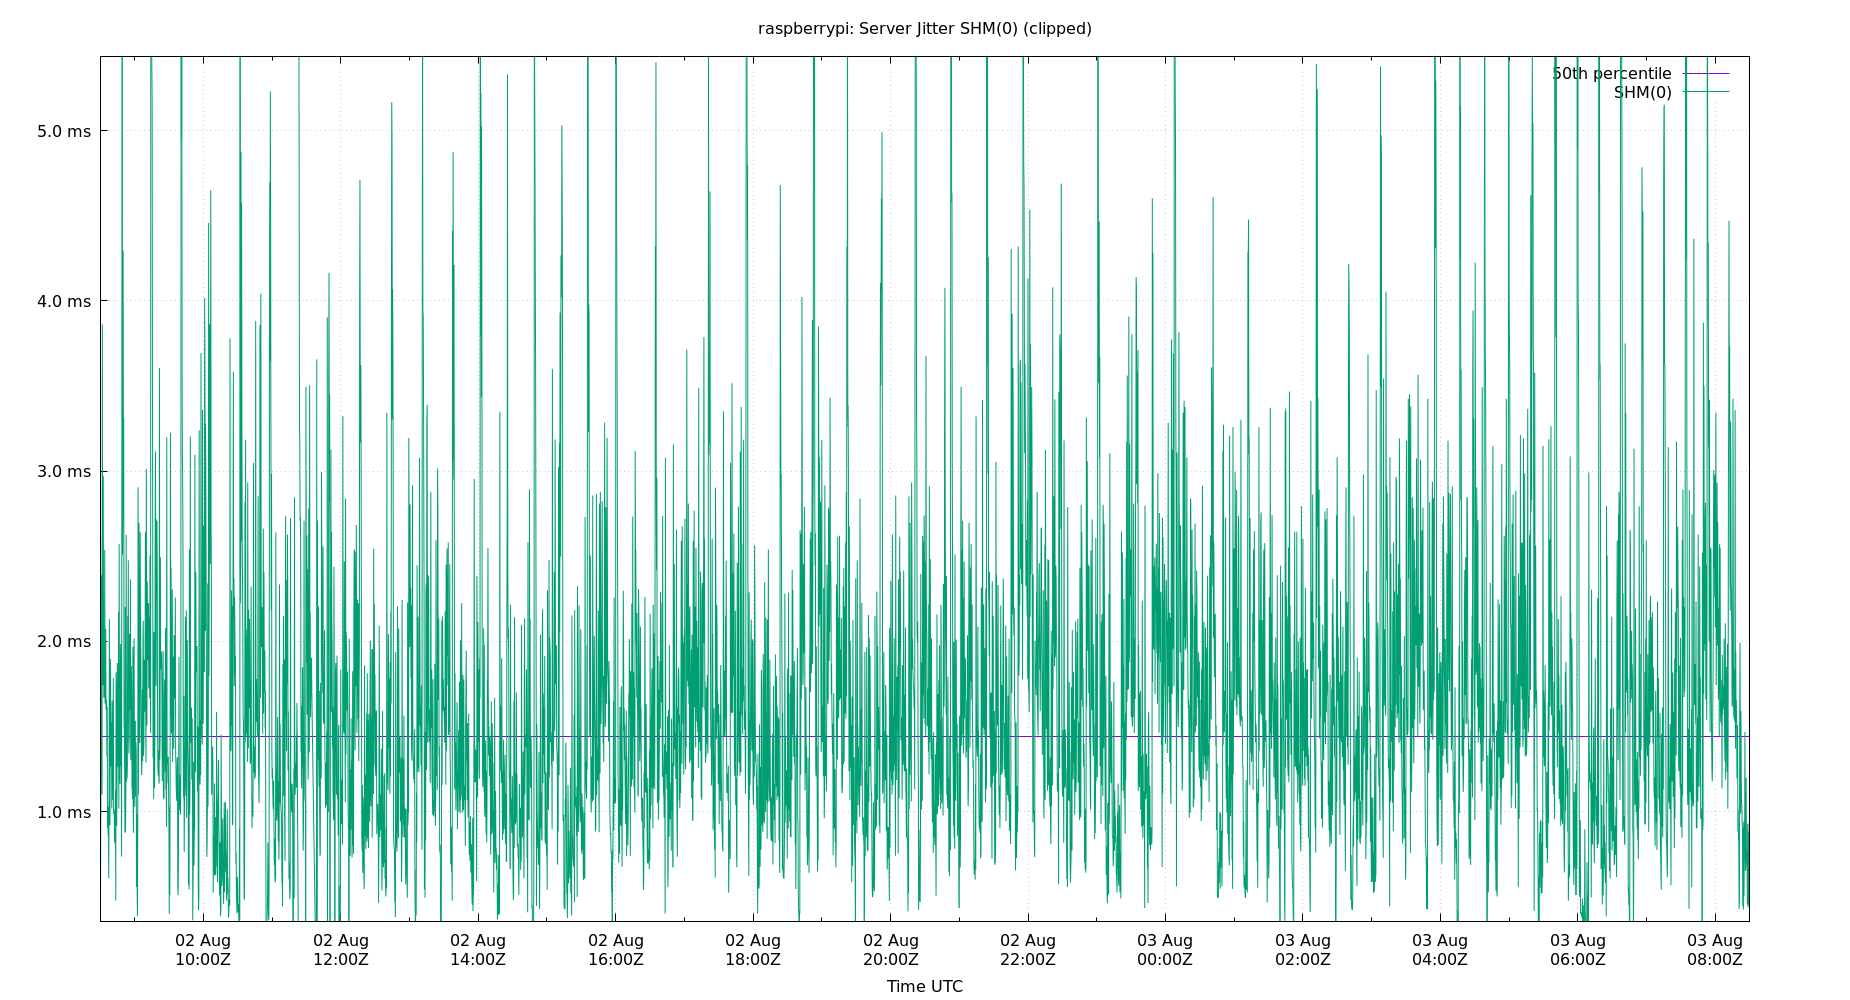 raspberrypi: Server Jitter SHM(0) (clipped)
50th percentile
SHM(0)
5.0 ms
4.0 ms
3.0 ms
2.0 ms
1.0 ms
02 Aug 02 Aug 02 Aug 02 Aug 02 Aug 02 Aug 02 Aug 03 Aug 03 Aug 03 Aug 03 Aug 03 Aug
10:00Z 12:00Z 14:00Z 16:00Z 18:00Z 20:00Z 22:00Z 00:00Z 02:00Z 04:00Z 06:00Z 08:00Z
Time UTC